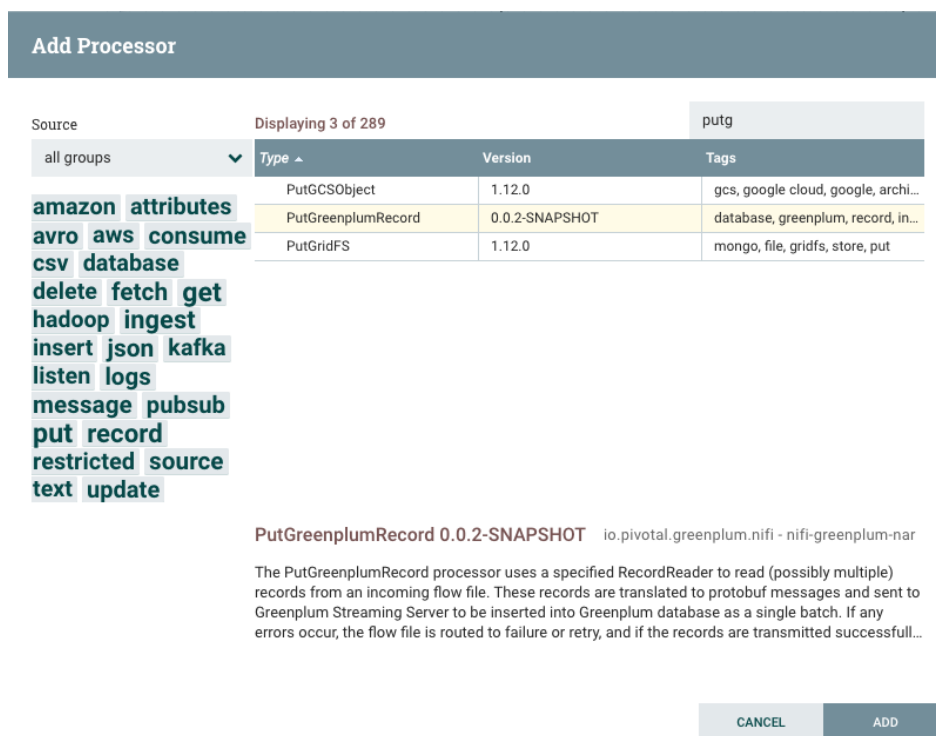 Add Processor
Source
Displaying 3 of 289
putg
all groups
Type
Version
Tags
PutGCSObject
1.12.0
gcs, google cloud, google, archi...
PutGreenplumRecord
0.0.2-SNAPSHOT
database, greenplum, record, in...
PutGridFS
1.12.0
mongo, file, gridfs, store, put
amazon attributes
avro aws consume
csv database
delete fetch get
hadoop ingest
insert json kafka
listen logs
message pubsub
put record
restricted source
text update
PutGreenplumRecord 0.0.2-SNAPSHOT io.pivotal.greenplum.nifi - nifi-greenplum-nar
The PutGreenplumRecord processor uses a specified RecordReader to read (possibly multiple)
records from an incoming flow file. These records are translated to protobuf messages and sent to
Greenplum Streaming Server to be inserted into Greenplum database as a single batch. If any
errors occur, the flow file is routed to failure or retry, and if the records are transmitted successfull...
CANCEL
ADD